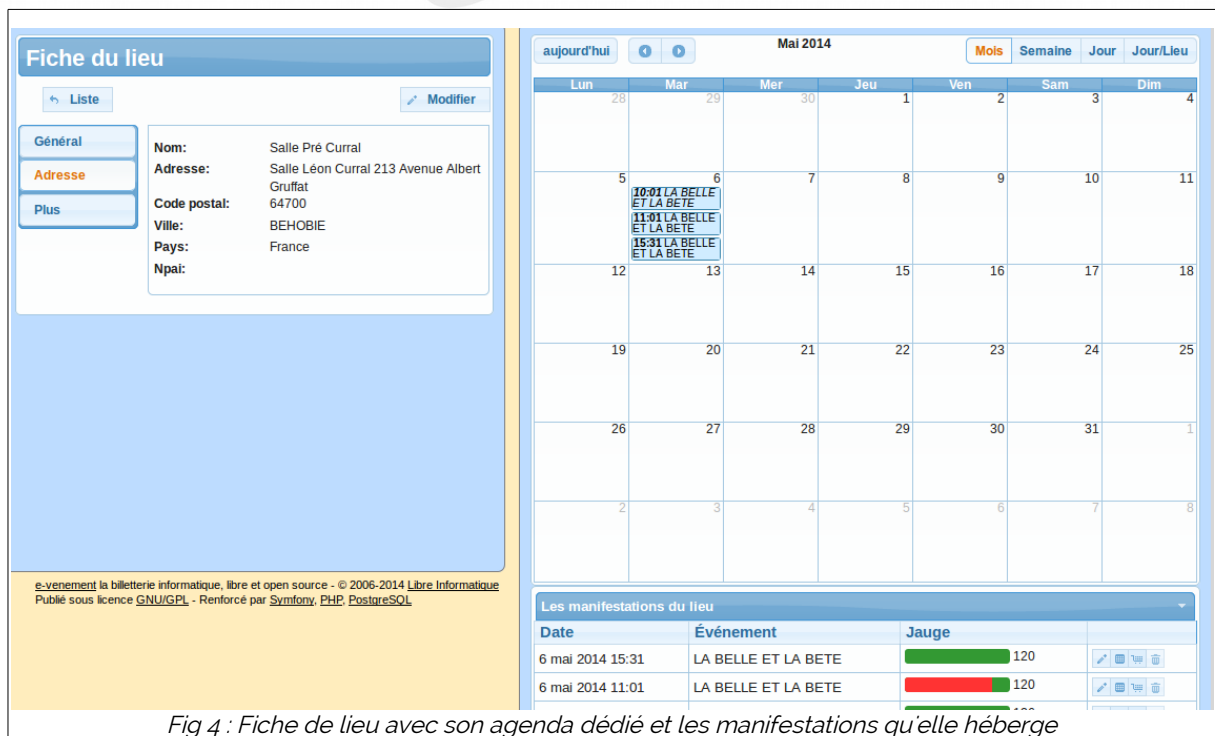 Fiche du lieu
Liste
Modifier
Général
Adresse
Plus
Nom: Salle Pré Curral
Adresse: Salle Léon Curral 213 Avenue Albert
Gruffat
Code postal: 64700
Ville: BEHOBIE
Pays: France
Npai:
e-venement la billetterie informatique, libre et open source - © 2006-2014 Libre Informatique
Publié sous licence GNU/GPL - Renforcé par Symfony, PHP, PostgreSQL
aujourd'hui
Mai 2014
Mois Semaine Jour Jour/Lieu
Lun Mar Mer Jeu Ven Sam Dim
28 29 30 1 2 3 4
5 6 7 8 9 10 11
10:01 LA BELLE
ET LA BETE
11:01 LA BELLE
ET LA BETE
15:31 LA BELLE
ET LA BETE
12 13 14 15 16 17 18
19 20 21 22 23 24 25
26 27 28 29 30 31 1
2 3 4 5 6 7 8
Les manifestations du lieu
Date Événement Jauge
6 mai 2014 15:31 LA BELLE ET LA BETE 120
6 mai 2014 11:01 LA BELLE ET LA BETE 120
Fig 4 : Fiche de lieu avec son agenda dédié et les manifestations qu'elle héberge